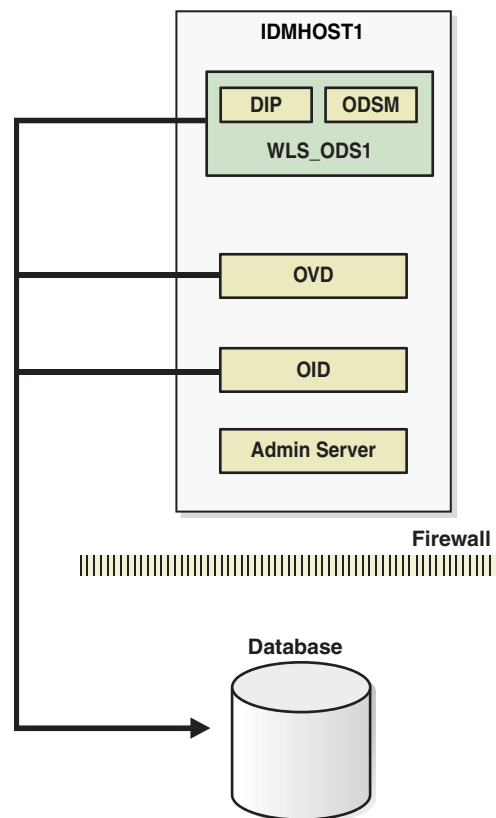 IDMHOST1
DIP
ODSM
WLS_ODS1
OVD
OID
Admin Server
Firewall
Database